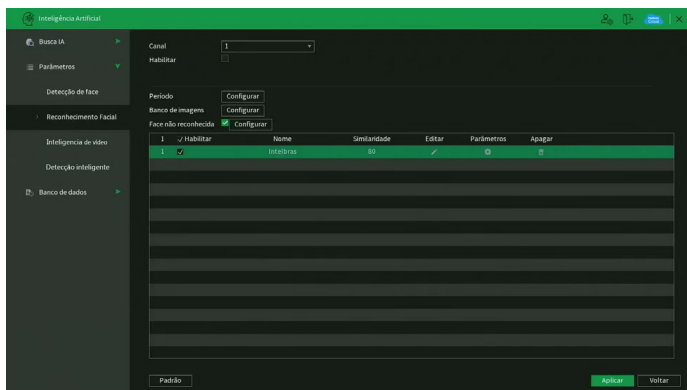 Inteligência Artificial
Busca IA
Parâmetros
Detecção de face
Reconhecimento Facial
Inteligencia de vídeo
Detecção inteligente
Banco de dados
Canal 1
Habilitar
Período Configurar
Banco de imagens Configurar
Face não reconhecida Configurar
1 Habilitar Nome Similaridade Editar Parâmetros Apagar
1 Intelbras 80
Padrão Aplicar Voltar